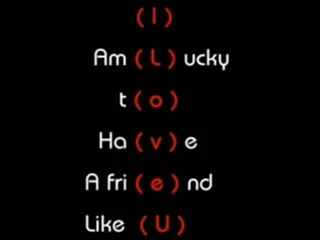 ( I )
Am ( L ) ucky
t ( o )
Ha ( v ) e
A fri ( e ) nd
Like ( U )